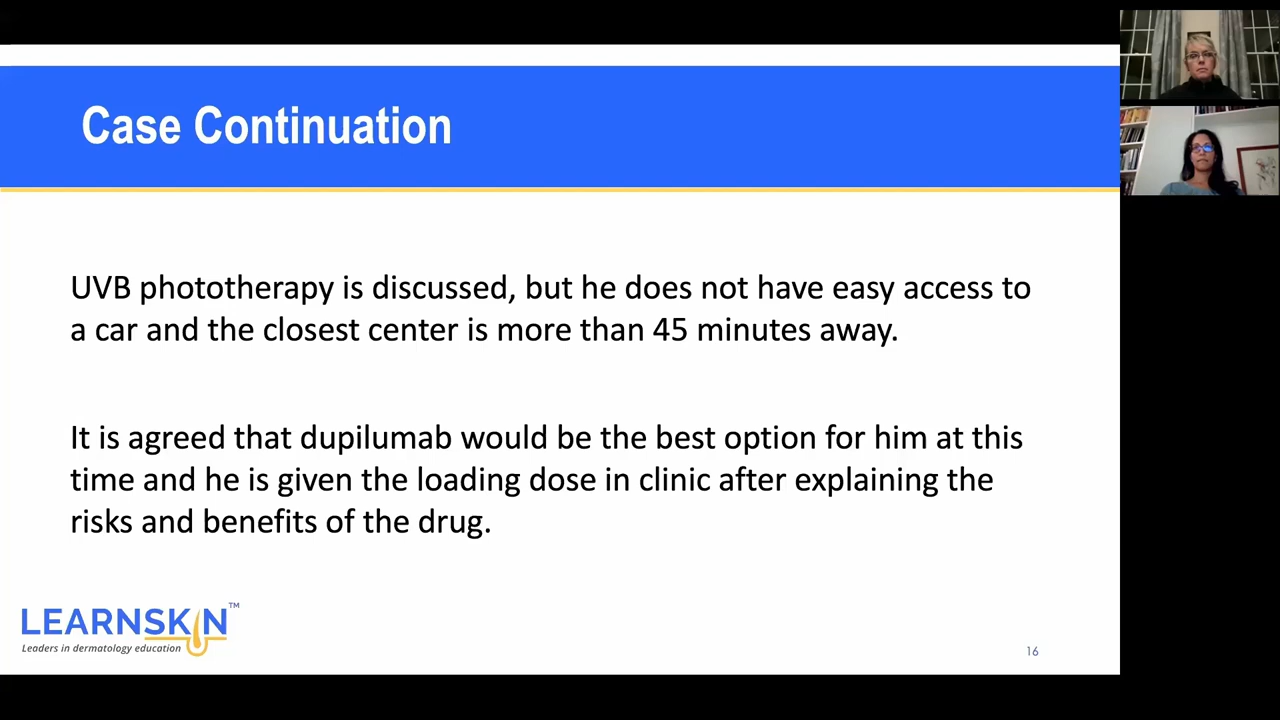 Case Continuation
UVB phototherapy is discussed, but he does not have easy access to
a car and the closest center is more than 45 minutes away.
It is agreed that dupilumab would be the best option for him at this
time and he is given the loading dose in clinic after explaining the
risks and benefits of the drug.
LEARNSKIN™
Leaders in dermatology education
16